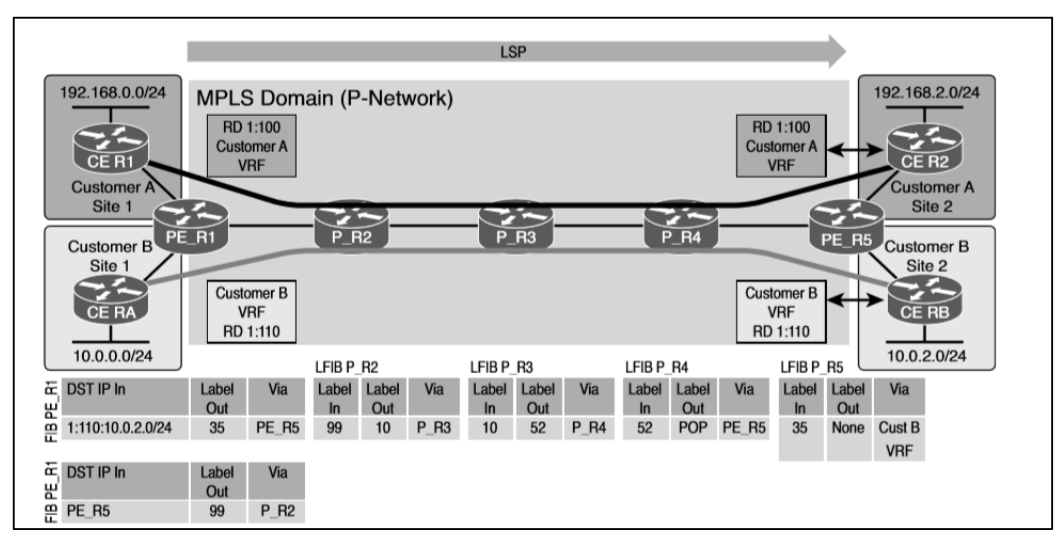 LSP
192.168.0.0/24
192.168.2.0/24
MPLS Domain (P-Network)
RD 1:100
Customer A
VRF
RD 1:100
Customer A
VRF
CE R1
CE R2
Customer A
Site 1
Customer A
Site 2
PE_R1
P_R2
P_R3
P_R4
PE_R5
Customer B
Site 1
Customer B
Site 2
CE RA
CE RB
Customer B
VRF
RD 1:110
Customer B
VRF
RD 1:110
10.0.0.0/24
10.0.2.0/24
LFIB P_R2
LFIB P_R3
LFIB P_R4
LFIB P_R5
FIB PE_R1
DST IP In
Label Out
Via
Label In
Label Out
Via
Label In
Label Out
Via
Label In
Label Out
Via
Label In
Label Out
Via
1:110:10.0.2.0/24
35
PE_R5
99
10
P_R3
10
52
P_R4
52
POP
PE_R5
35
None
Cust B
VRF
FIB PE_R1
DST IP In
Label Out
Via
PE_R5
99
P_R2